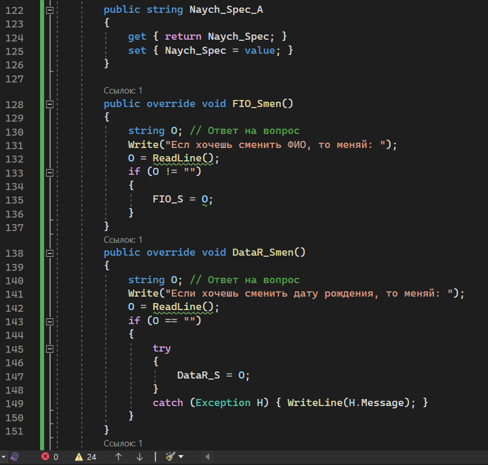 122 public string Naych_Spec_A
123 {
124 get { return Naych_Spec; }
125 set { Naych_Spec = value; }
126 }
127
Ссылок: 1
128 public override void FIO_Smen()
129 {
130 string O; // Ответ на вопрос
131 Write("Есл хочешь сменить ФИО, то меняй: ");
132 O = ReadLine();
133 if (O != "")
134 {
135 FIO_S = O;
136 }
137 }
Ссылок: 1
138 public override void DataR_Smen()
139 {
140 string O; // Ответ на вопрос
141 Write("Если хочешь сменить дату рождения, то меняй: ");
142 O = ReadLine();
143 if (O == "")
144 {
145 try
146 {
147 DataR_S = O;
148 }
149 catch (Exception H) { WriteLine(H.Message); }
150 }
151 }
Ссылок: 1
0 24